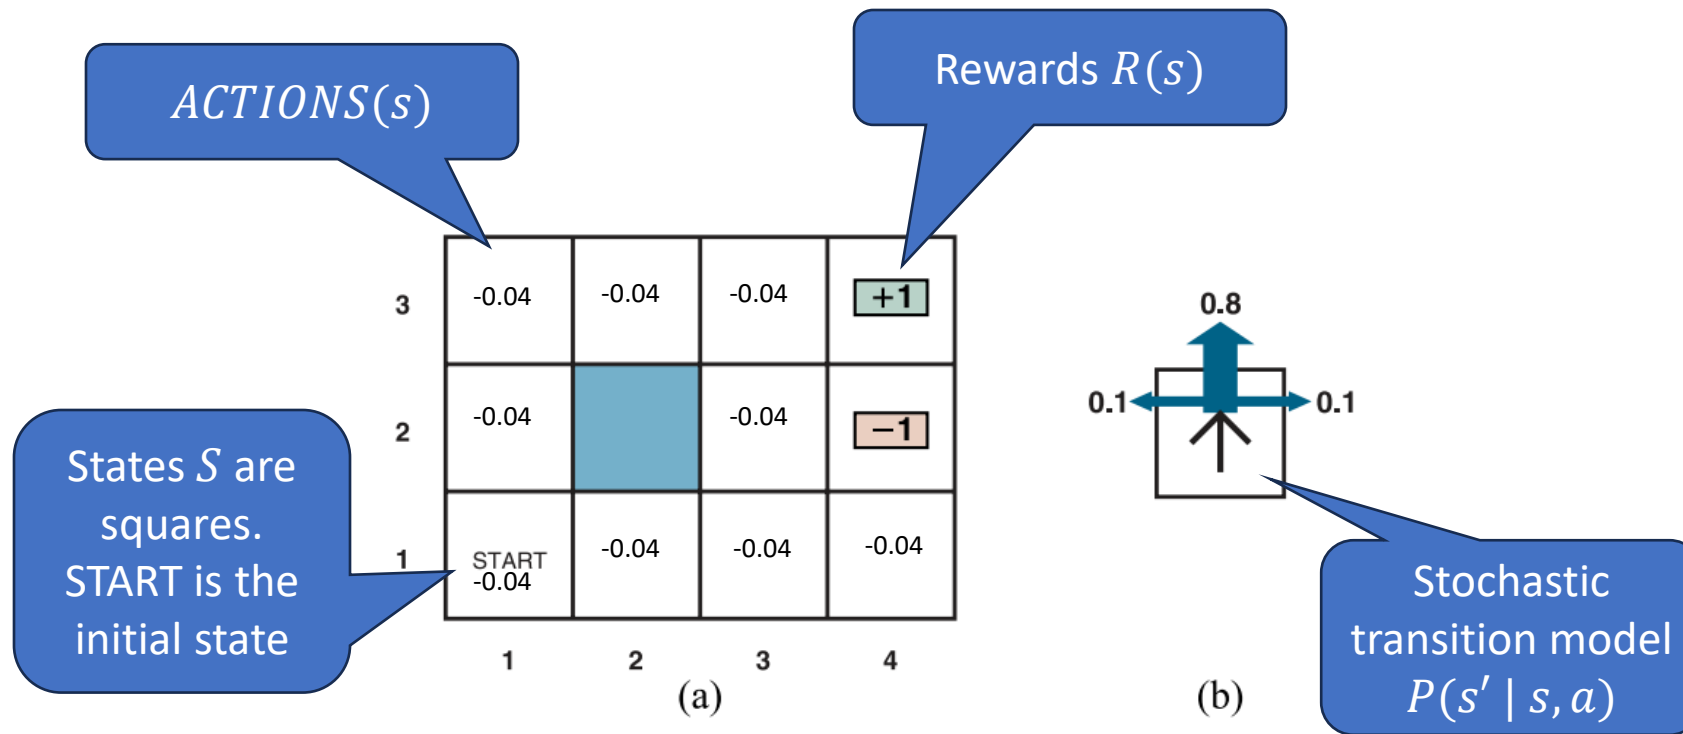 ACTIONS(s)
Rewards R(s)
3
-0.04
-0.04
-0.04
+1
2
-0.04
-0.04
−1
1
START
-0.04
-0.04
-0.04
-0.04
1
2
3
4
(a)
States S are
squares.
START is the
initial state
0.8
0.1
0.1
(b)
Stochastic
transition model
P(s′ | s, a)